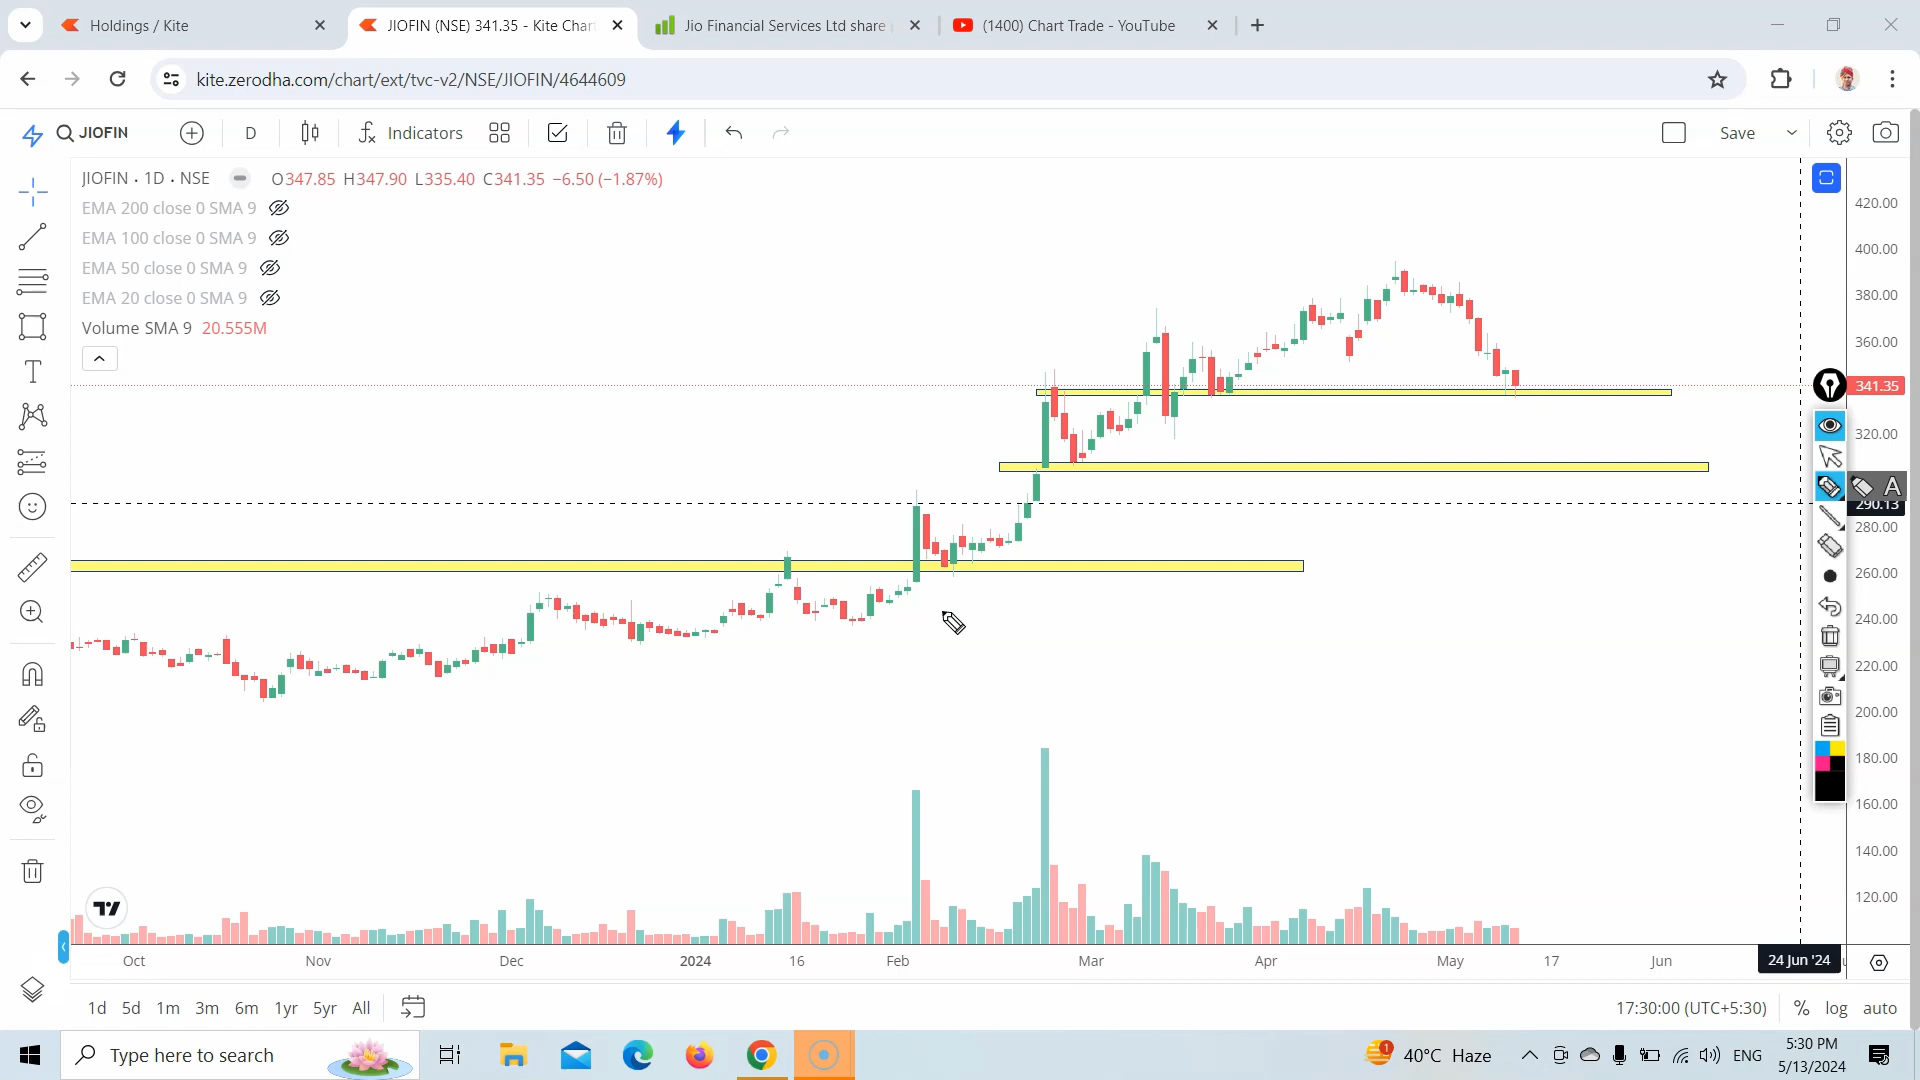 Holdings / Kite
JIOFIN (NSE) 341.35 - Kite Char
Jio Financial Services Ltd share
(1400) Chart Trade - YouTube
kite.zerodha.com/chart/ext/tvc-v2/NSE/JIOFIN/4644609
JIOFIN
D
Indicators
Save
JIOFIN · 1D · NSE
O347.85 H347.90 L335.40 C341.35 −6.50 (−1.87%)
EMA 200 close 0 SMA 9
EMA 100 close 0 SMA 9
EMA 50 close 0 SMA 9
EMA 20 close 0 SMA 9
Volume SMA 9 20.555M
420.00
400.00
380.00
360.00
341.35
320.00
A
290.13
280.00
260.00
240.00
220.00
200.00
180.00
160.00
140.00
120.00
Oct
Nov
Dec
2024
16
Feb
Mar
Apr
May
17
Jun
24 Jun '24
1d 5d 1m 3m 6m 1yr 5yr All
17:30:00 (UTC+5:30)
% log auto
Type here to search
1
40°C Haze
ENG
5:30 PM
5/13/2024